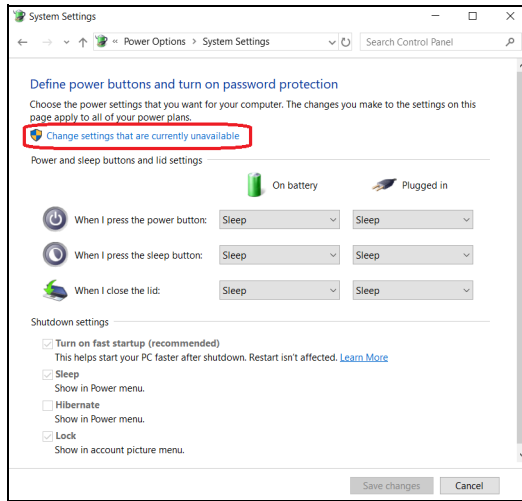 System Settings
« Power Options > System Settings
Search Control Panel
Define power buttons and turn on password protection
Choose the power settings that you want for your computer. The changes you make to the settings on this
page apply to all of your power plans.
Change settings that are currently unavailable
Power and sleep buttons and lid settings
On battery Plugged in
When I press the power button: Sleep Sleep
When I press the sleep button: Sleep Sleep
When I close the lid: Sleep Sleep
Shutdown settings
Turn on fast startup (recommended)
This helps start your PC faster after shutdown. Restart isn't affected. Learn More
Sleep
Show in Power menu.
Hibernate
Show in Power menu.
Lock
Show in account picture menu.
Save changes Cancel